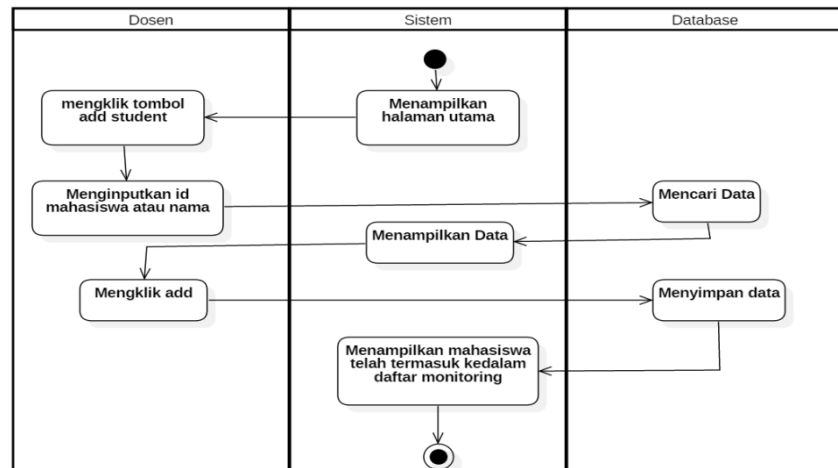 Dosen
Sistem
Database
Menampilkan
halaman utama
mengklik tombol
add student
Menginputkan id
mahasiswa atau nama
Mencari Data
Menampilkan Data
Mengklik add
Menyimpan data
Menampilkan mahasiswa
telah termasuk kedalam
daftar monitoring